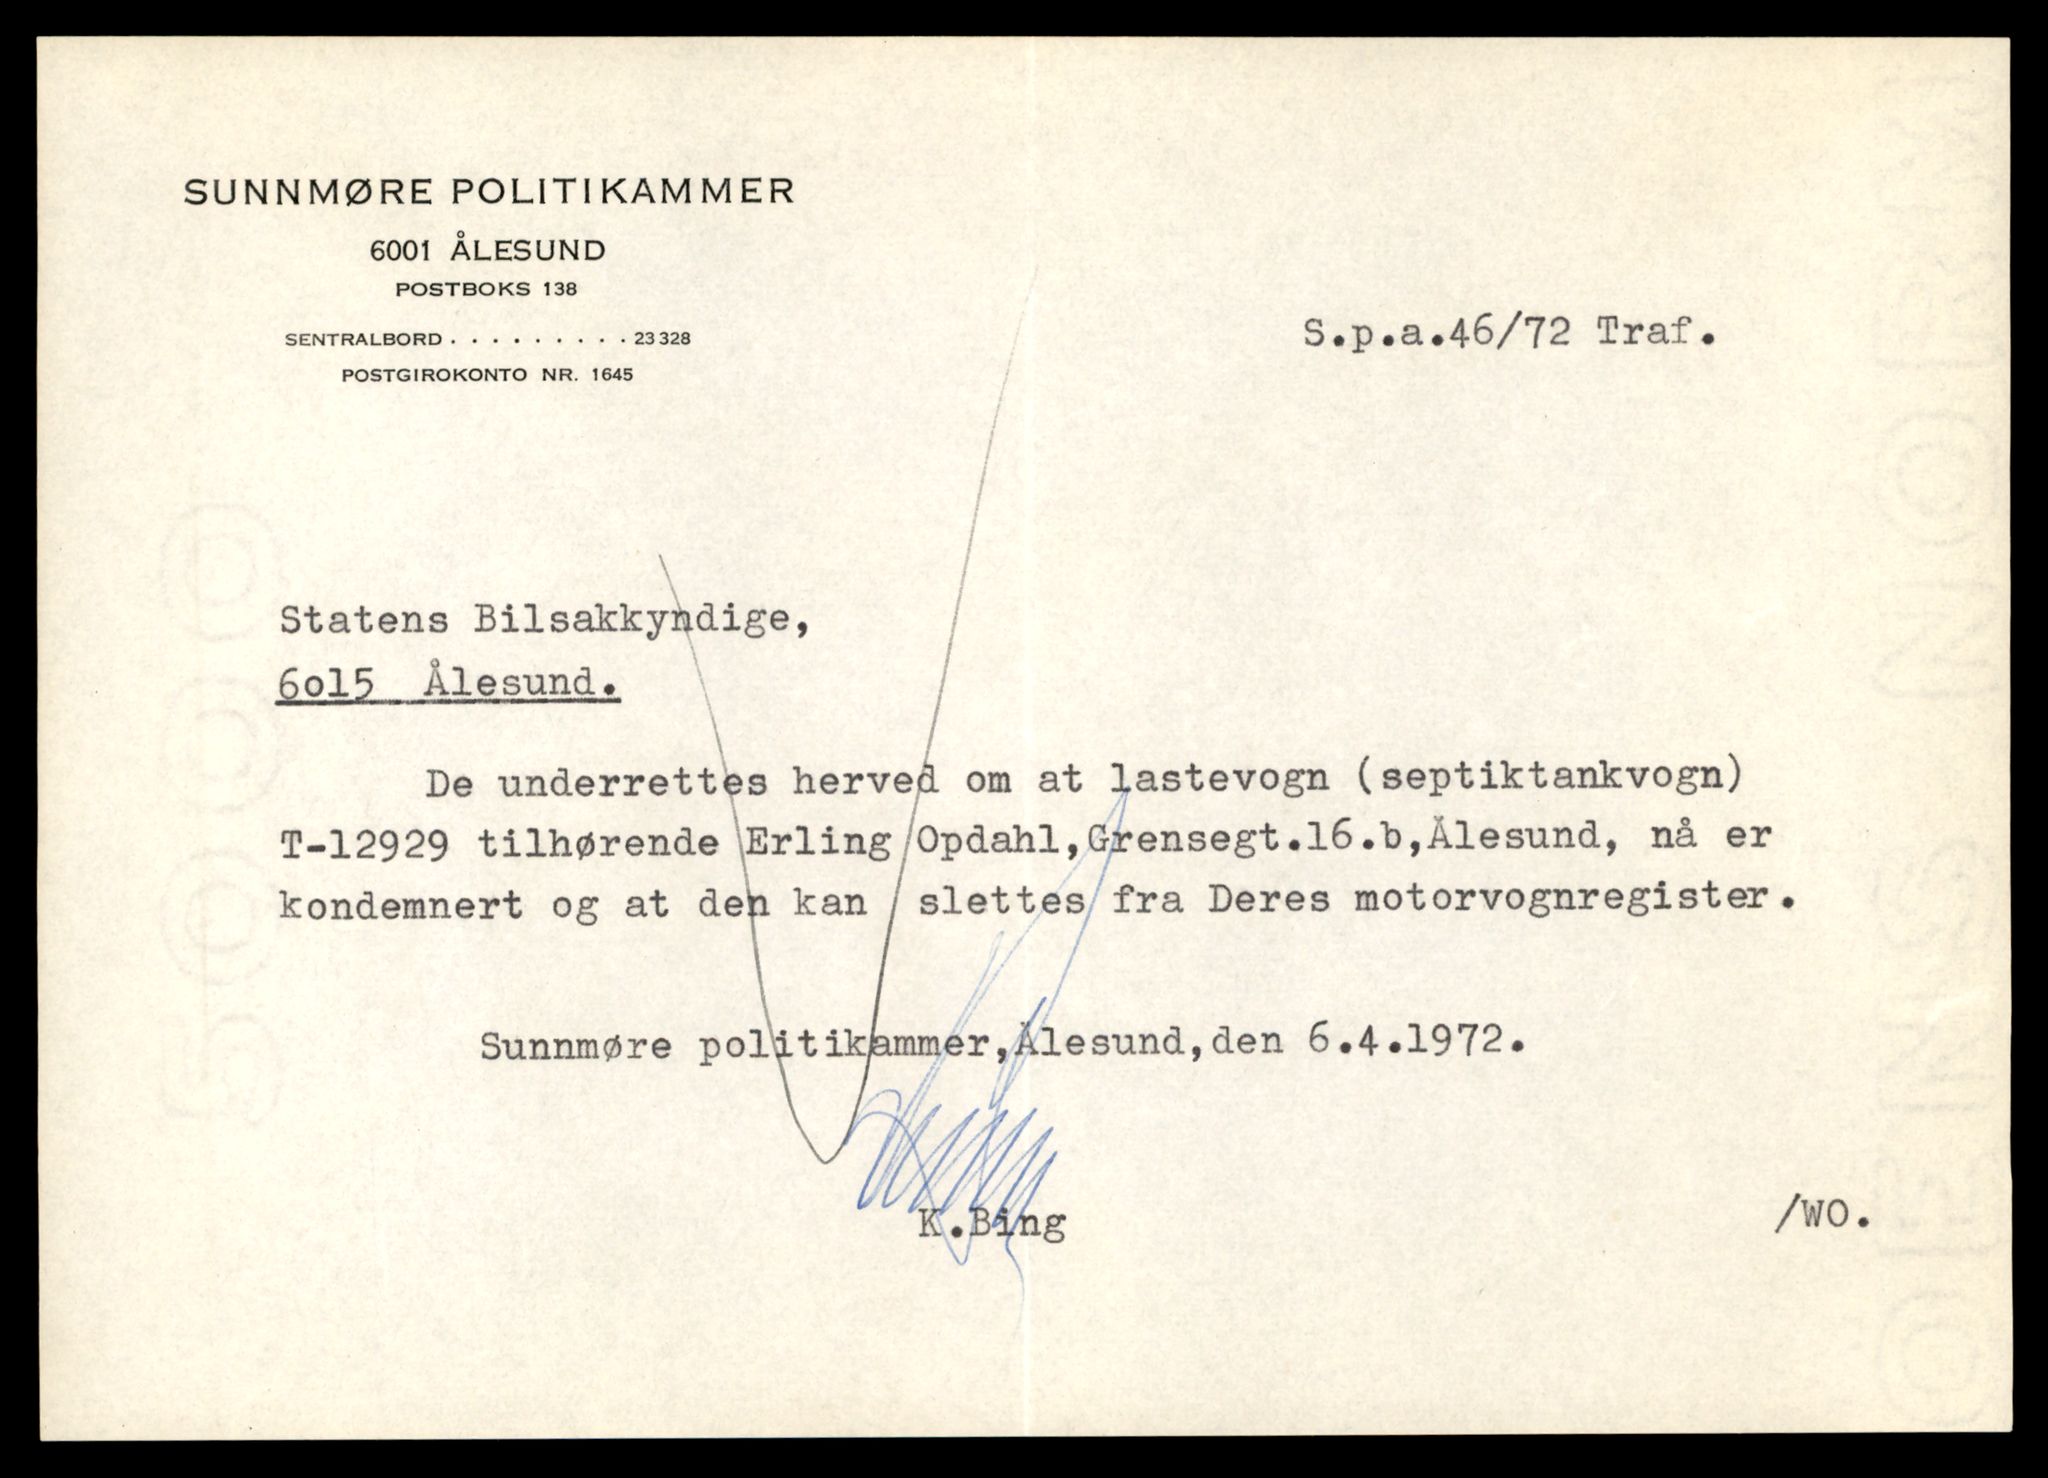 SUNNMØRE POLITIKAMMER
6001 ÅLESUND
POSTBOKS 138
SENTRALBORD . . . . . . . . . 23 328
POSTGIROKONTO NR. 1645
S.p.a.46/72 Traf.
Statens Bilsakkyndige,
6o15 Ålesund.
De underrettes herved om at lastevogn (septiktankvogn)
T-12929 tilhørende Erling Opdahl,Grensegt.16.b,Ålesund, nå er
kondemnert og at den kan slettes fra Deres motorvognregister.
Sunnmøre politikammer,Ålesund,den 6.4.1972.
K.Bing
/WO.